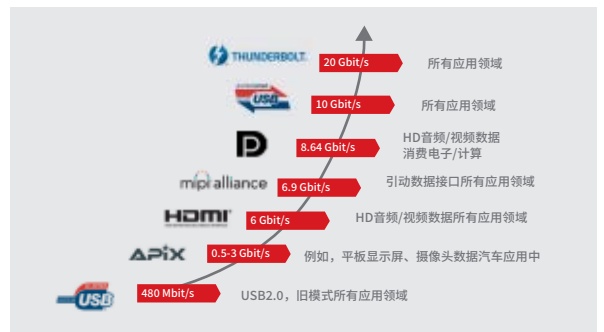 THUNDERBOLT.
20 Gbit/s
所有应用领域
USB
10 Gbit/s
所有应用领域
D
8.64 Gbit/s
HD音频/视频数据
消费电子/计算
mipi alliance
6.9 Gbit/s
引动数据接口所有应用领域
HDMI
6 Gbit/s
HD音频/视频数据所有应用领域
APIX
0.5-3 Gbit/s
例如，平板显示屏、摄像头数据汽车应用中
USB
480 Mbit/s
USB2.0，旧模式所有应用领域